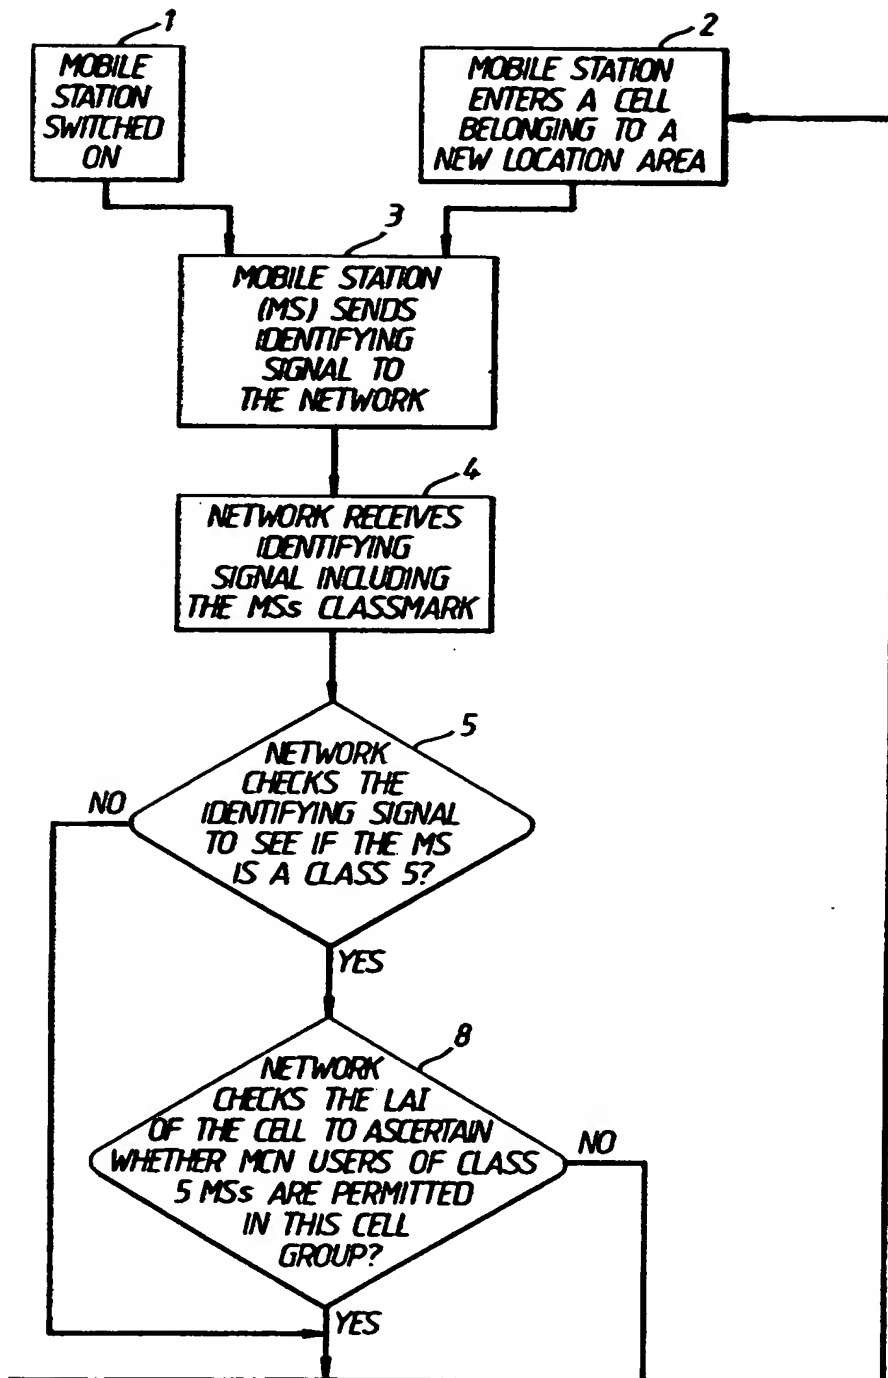 1
MOBILE
STATION
SWITCHED
ON
2
MOBILE STATION
ENTERS A CELL
BELONGING TO A
NEW LOCATION AREA
3
MOBILE STATION
(MS) SENDS
IDENTIFYING
SIGNAL TO
THE NETWORK
4
NETWORK RECEIVES
IDENTIFYING
SIGNAL INCLUDING
THE MSs CLASSMARK
5
NETWORK
CHECKS THE
IDENTIFYING SIGNAL
TO SEE IF THE MS
IS A CLASS 5?
NO
YES
8
NETWORK
CHECKS THE LAI
OF THE CELL TO ASCERTAIN
WHETHER MCN USERS OF CLASS
5 MSs ARE PERMITTED
IN THIS CELL
GROUP?
NO
YES